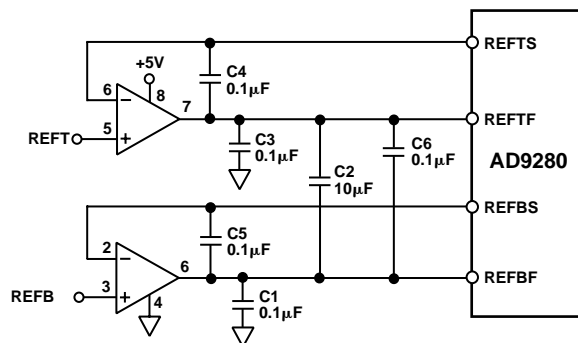 REFTS
+5V
C4
0.1µF
6
8
7
REFTF
REFT
5
C3
0.1µF
C2
10µF
C6
0.1µF
AD9280
REFBS
C5
0.1µF
2
6
REFBF
REFB
3
4
C1
0.1µF